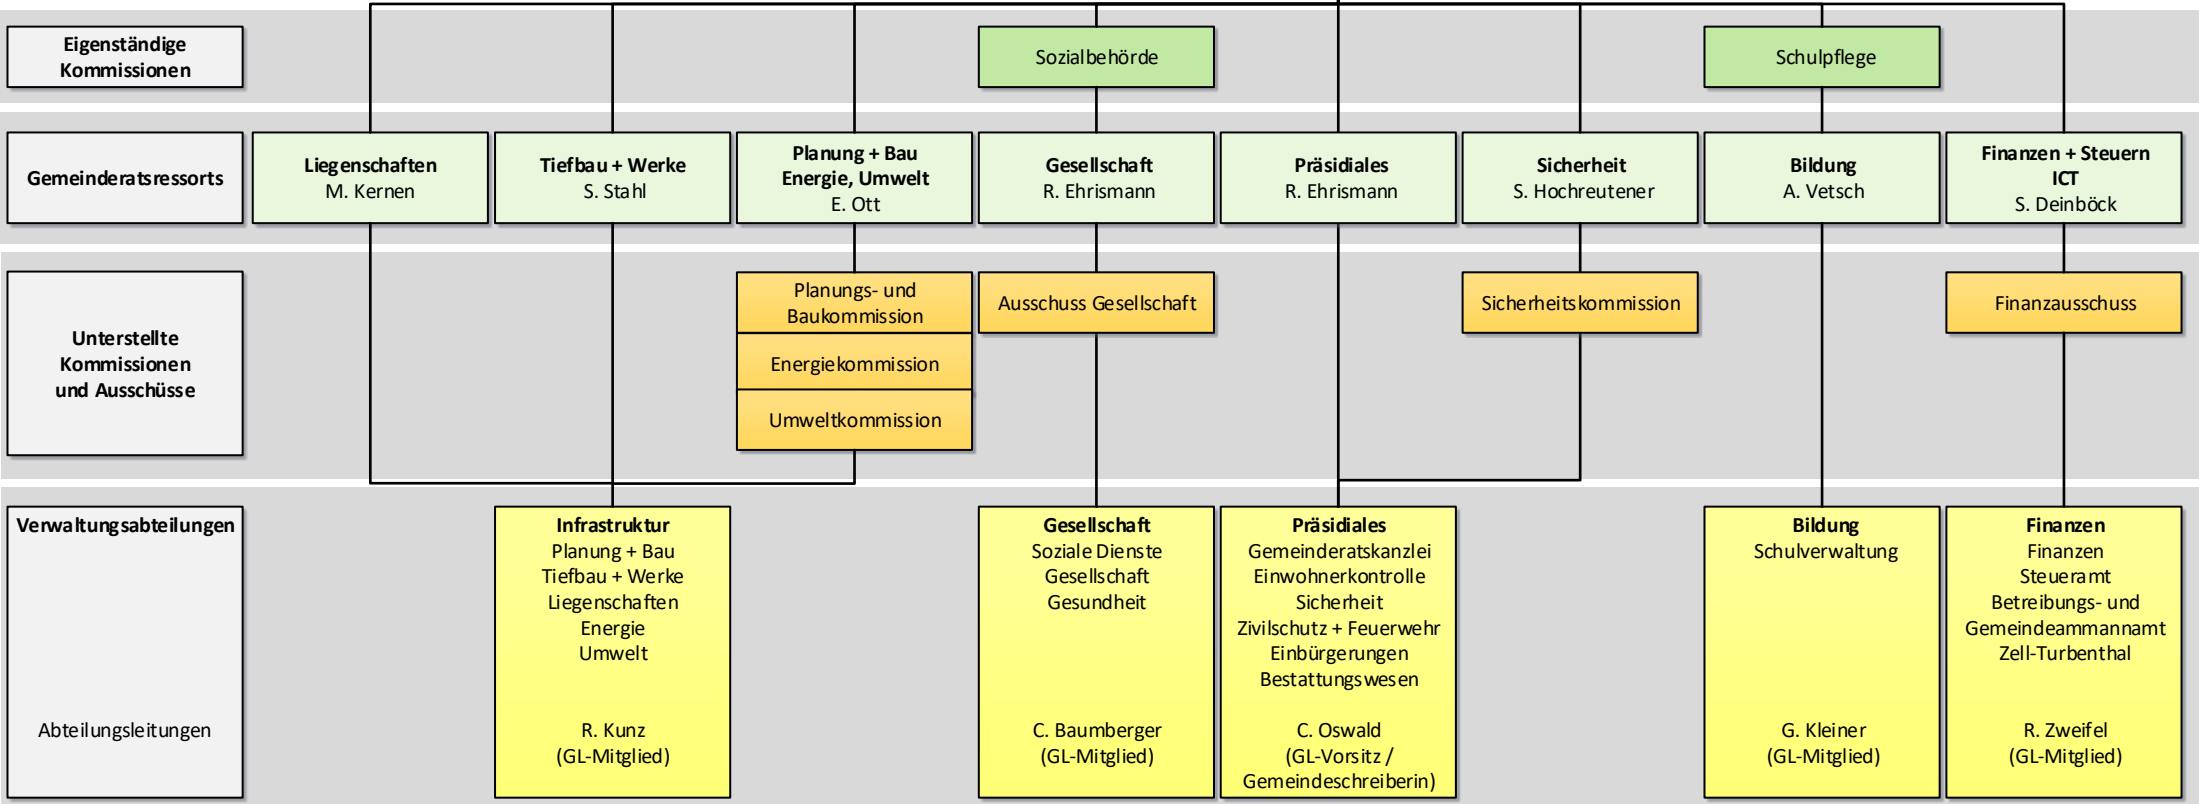 Eigenständige
Kommissionen
Sozialbehörde
Schulpflege
Gemeinderatsressorts
Liegenschaften
M. Kernen
Tiefbau + Werke
S. Stahl
Planung + Bau
Energie, Umwelt
E. Ott
Gesellschaft
R. Ehrismann
Präsidiales
R. Ehrismann
Sicherheit
S. Hochreutener
Bildung
A. Vetsch
Finanzen + Steuern
ICT
S. Deinböck
Unterstellte
Kommissionen
und Ausschüsse
Planungs- und
Baukommission
Energiekommission
Umweltkommission
Ausschuss Gesellschaft
Sicherheitskommission
Finanzausschuss
Verwaltungsabteilungen
Abteilungsleitungen
Infrastruktur
Planung + Bau
Tiefbau + Werke
Liegenschaften
Energie
Umwelt
R. Kunz
(GL-Mitglied)
Gesellschaft
Soziale Dienste
Gesellschaft
Gesundheit
C. Baumberger
(GL-Mitglied)
Präsidiales
Gemeinderatskanzlei
Einwohnerkontrolle
Sicherheit
Zivilschutz + Feuerwehr
Einbürgerungen
Bestattungswesen
C. Oswald
(GL-Vorsitz /
Gemeindeschreiberin)
Bildung
Schulverwaltung
G. Kleiner
(GL-Mitglied)
Finanzen
Finanzen
Steueramt
Betreibungs- und
Gemeindeammannamt
Zell-Turbenthal
R. Zweifel
(GL-Mitglied)